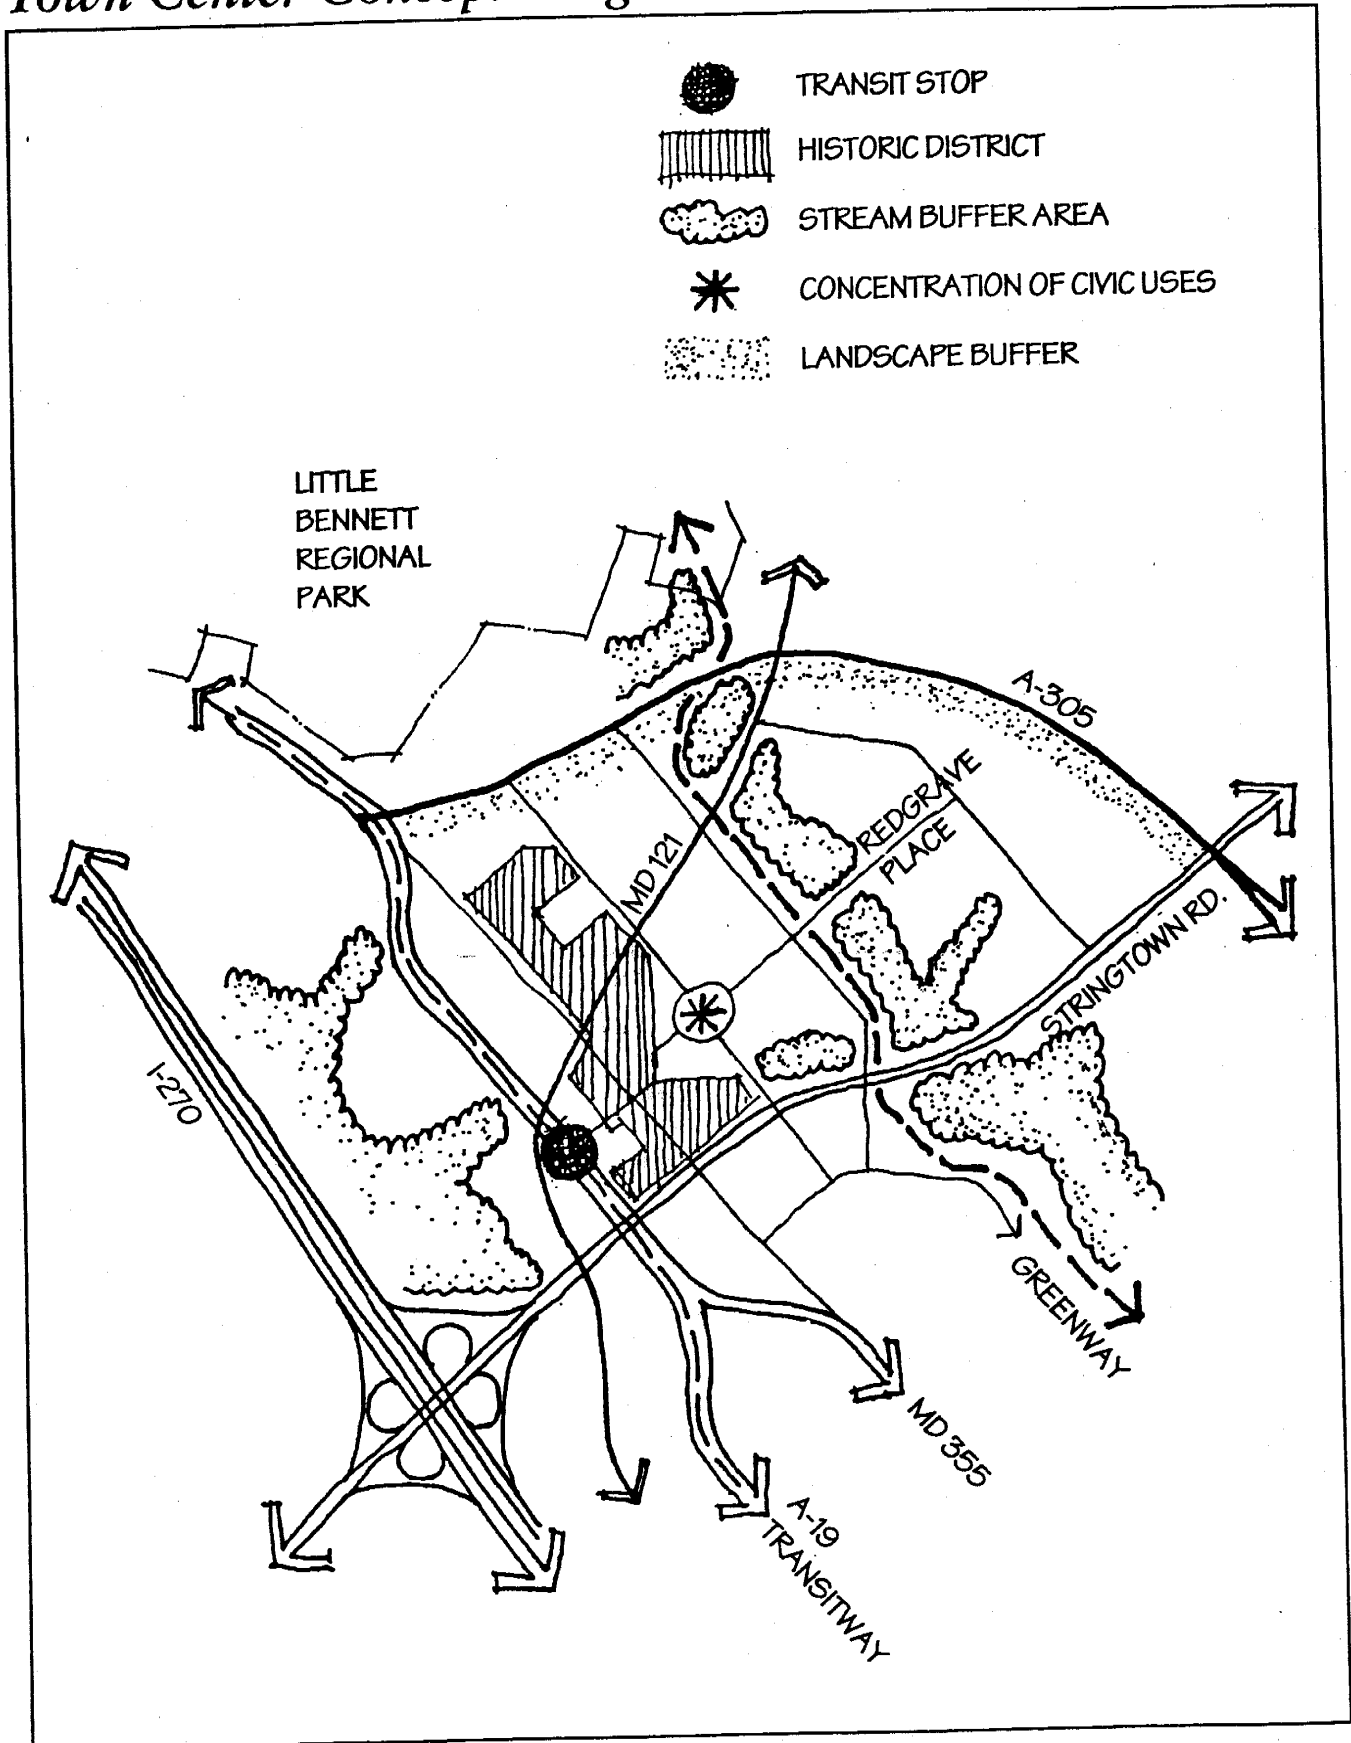 Town Center Concept
TRANSIT STOP
HISTORIC DISTRICT
STREAM BUFFER AREA
CONCENTRATION OF CIVIC USES
LANDSCAPE BUFFER
LITTLE
BENNETT
REGIONAL
PARK
A-305
REDGRAVE
PLACE
MD 121
STRINGTOWN RD.
I-270
GREENWAY
MD 355
A-19
TRANSITWAY